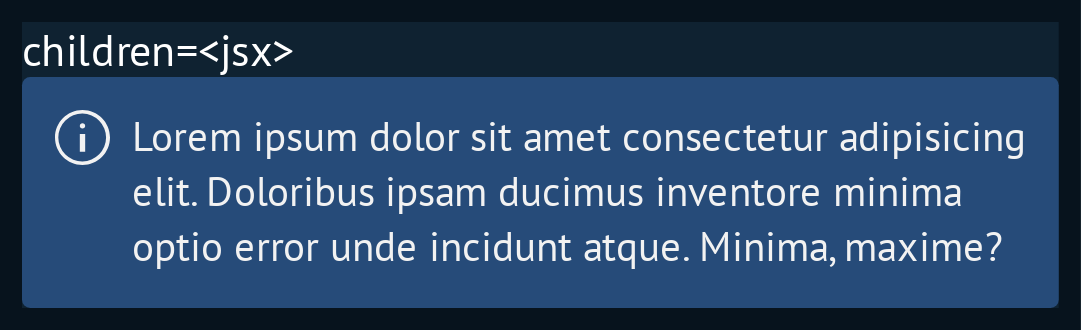 children=<jsx>
Lorem ipsum dolor sit amet consectetur adipisicing
elit. Doloribus ipsam ducimus inventore minima
optio error unde incidunt atque. Minima, maxime?